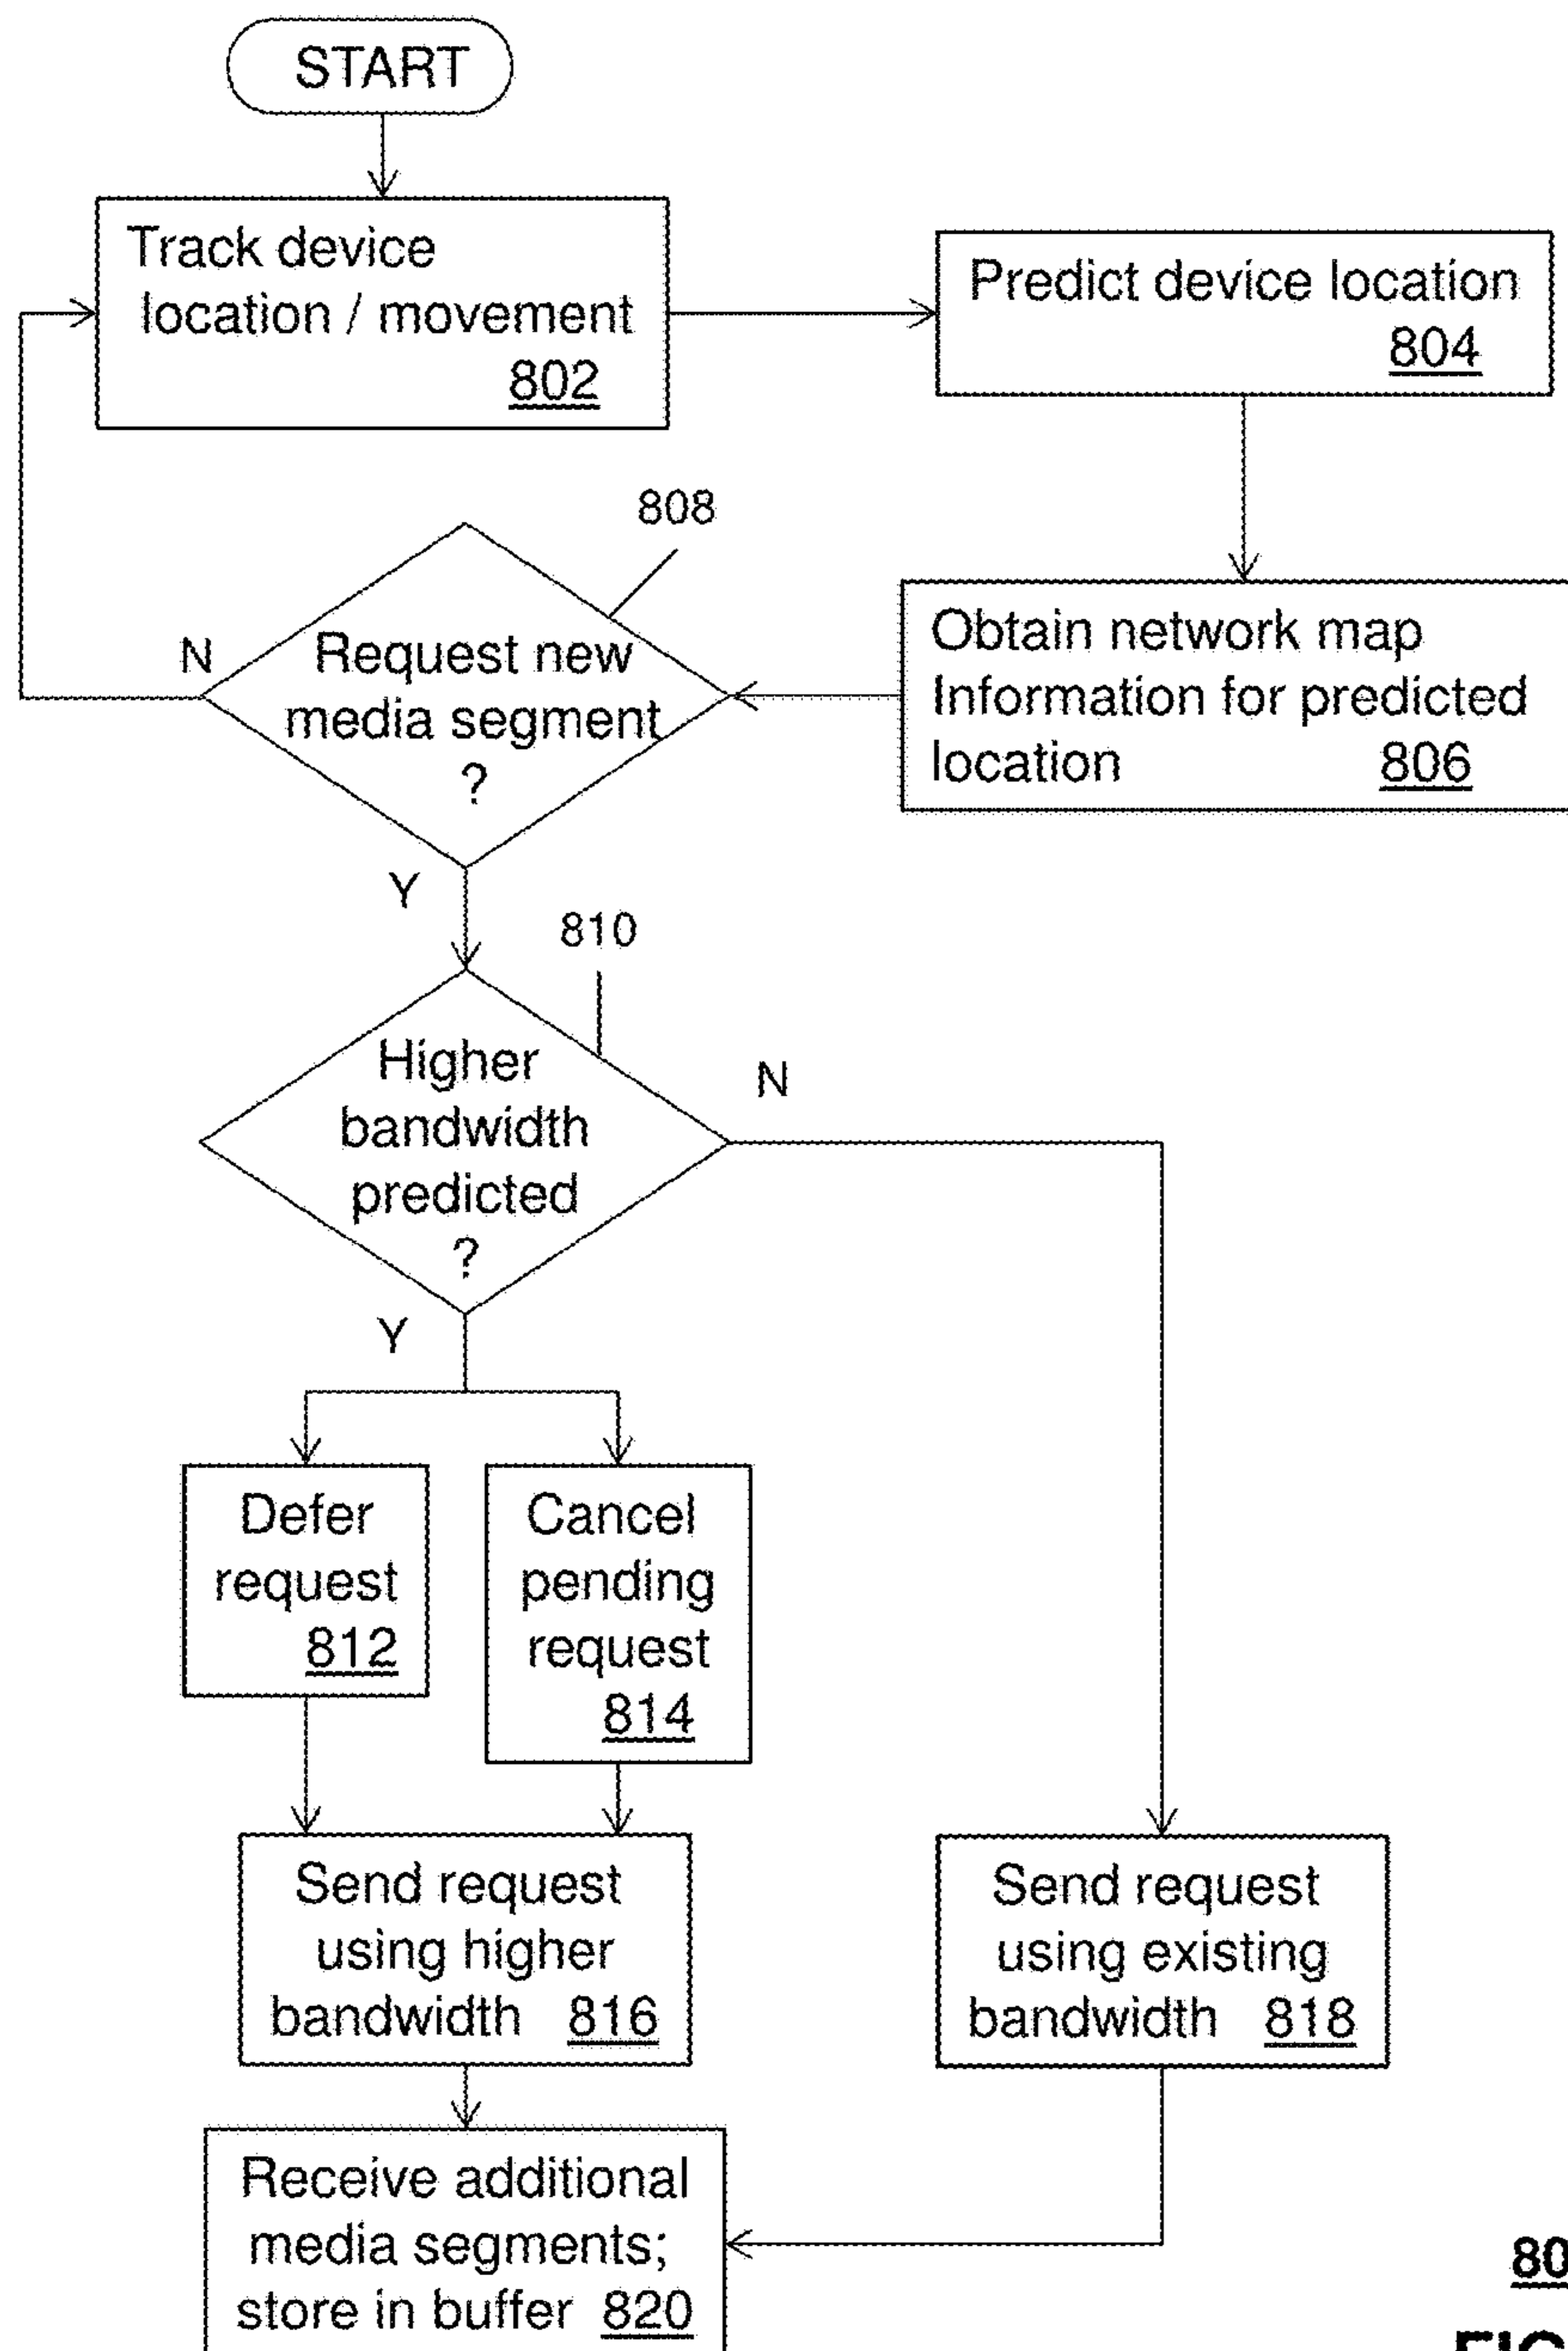 START
Track device
location / movement
802
Predict device location
804
808
Obtain network map
Information for predicted
location 806
N
Request new
media segment
?
Y
810
Higher
bandwidth
predicted
?
N
Y
Defer
request
812
Cancel
pending
request
814
Send request
using higher
bandwidth 816
Send request
using existing
bandwidth 818
Receive additional
media segments;
store in buffer 820